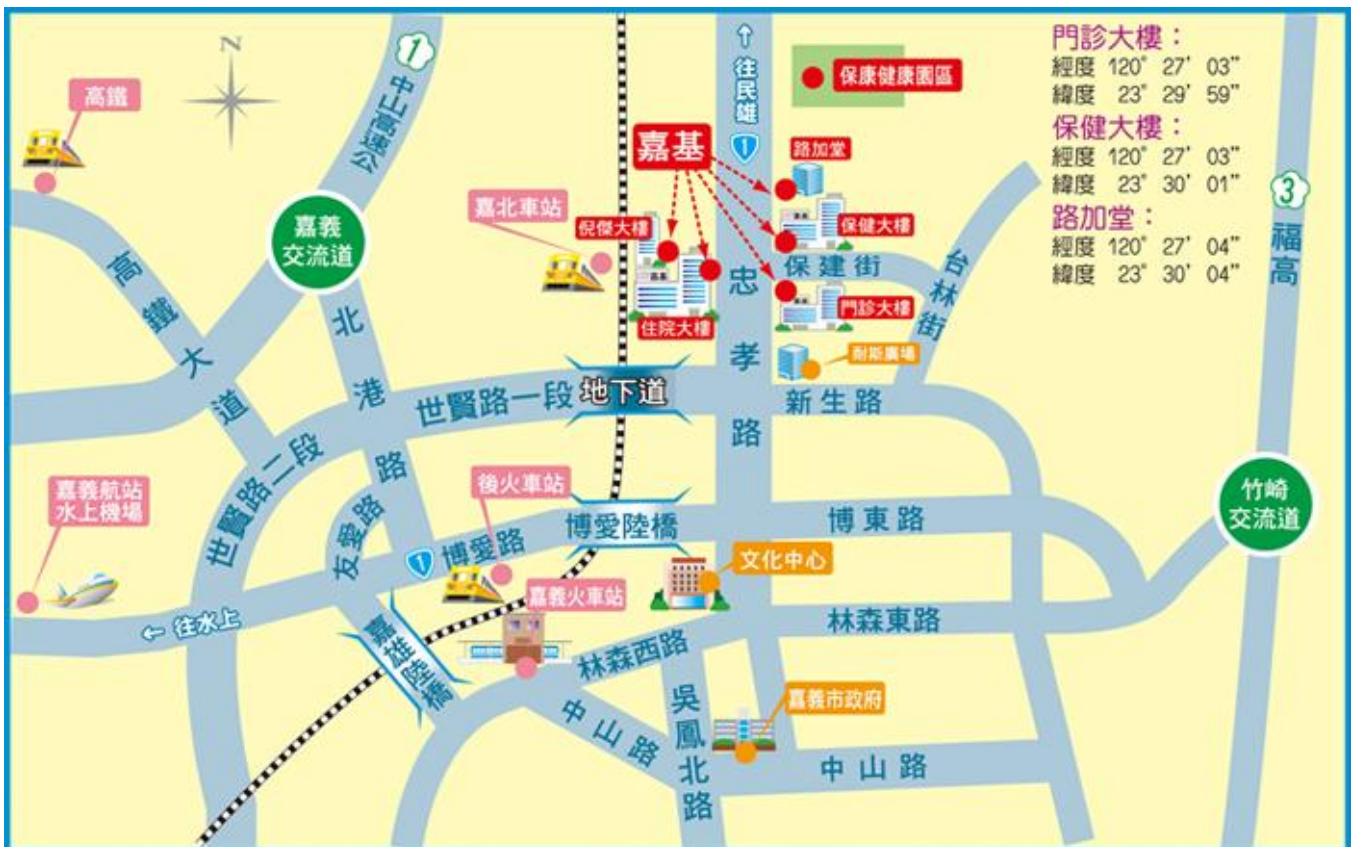 N
高鐵
1
中山高速公
嘉義
交流道
↑往民雄
1
保康健康園區
門診大樓：
經度 120° 27' 03"
緯度 23° 29' 59"
保健大樓：
經度 120° 27' 03"
緯度 23° 30' 01"
路加堂：
經度 120° 27' 04"
緯度 23° 30' 04"
3
福高
嘉基
路加堂
嘉北車站
倪傑大樓
保健大樓
保建街
台林街
門診大樓
住院大樓
耐斯廣場
忠孝路
高鐵大道
北港路
世賢路一段
地下道
新生路
世賢路二段
友愛路
嘉義航站
水上機場
後火車站
1
博愛路
博愛陸橋
博東路
竹崎
交流道
文化中心
←往水上
嘉義火車站
嘉雄陸橋
林森西路
林森東路
吳鳳北路
嘉義市政府
中山路
中山路